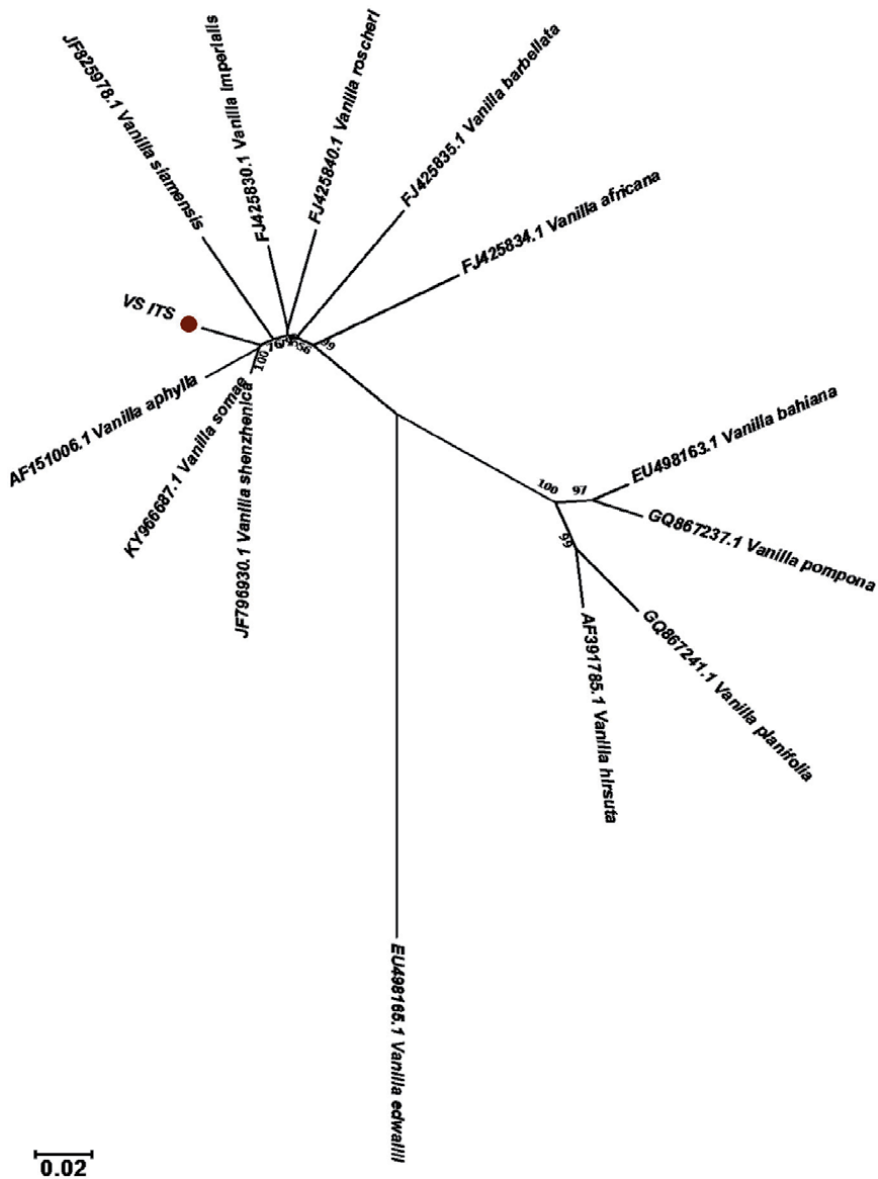 JF825978.1 Vanilla siamensis
FJ425830.1 Vanilla imperialis
FJ425840.1 Vanilla roscheri
FJ425835.1 Vanilla barbellata
FJ425834.1 Vanilla africana
VS ITS
AF151006.1 Vanilla aphylla
KY966687.1 Vanilla somae
JF796930.1 Vanilla shenzhenica
100
76
56
99
100
97
99
EU498163.1 Vanilla bahiana
GQ867237.1 Vanilla pompona
GQ867241.1 Vanilla planifolia
AF391785.1 Vanilla hirsuta
EU498165.1 Vanilla edwallii
0.02